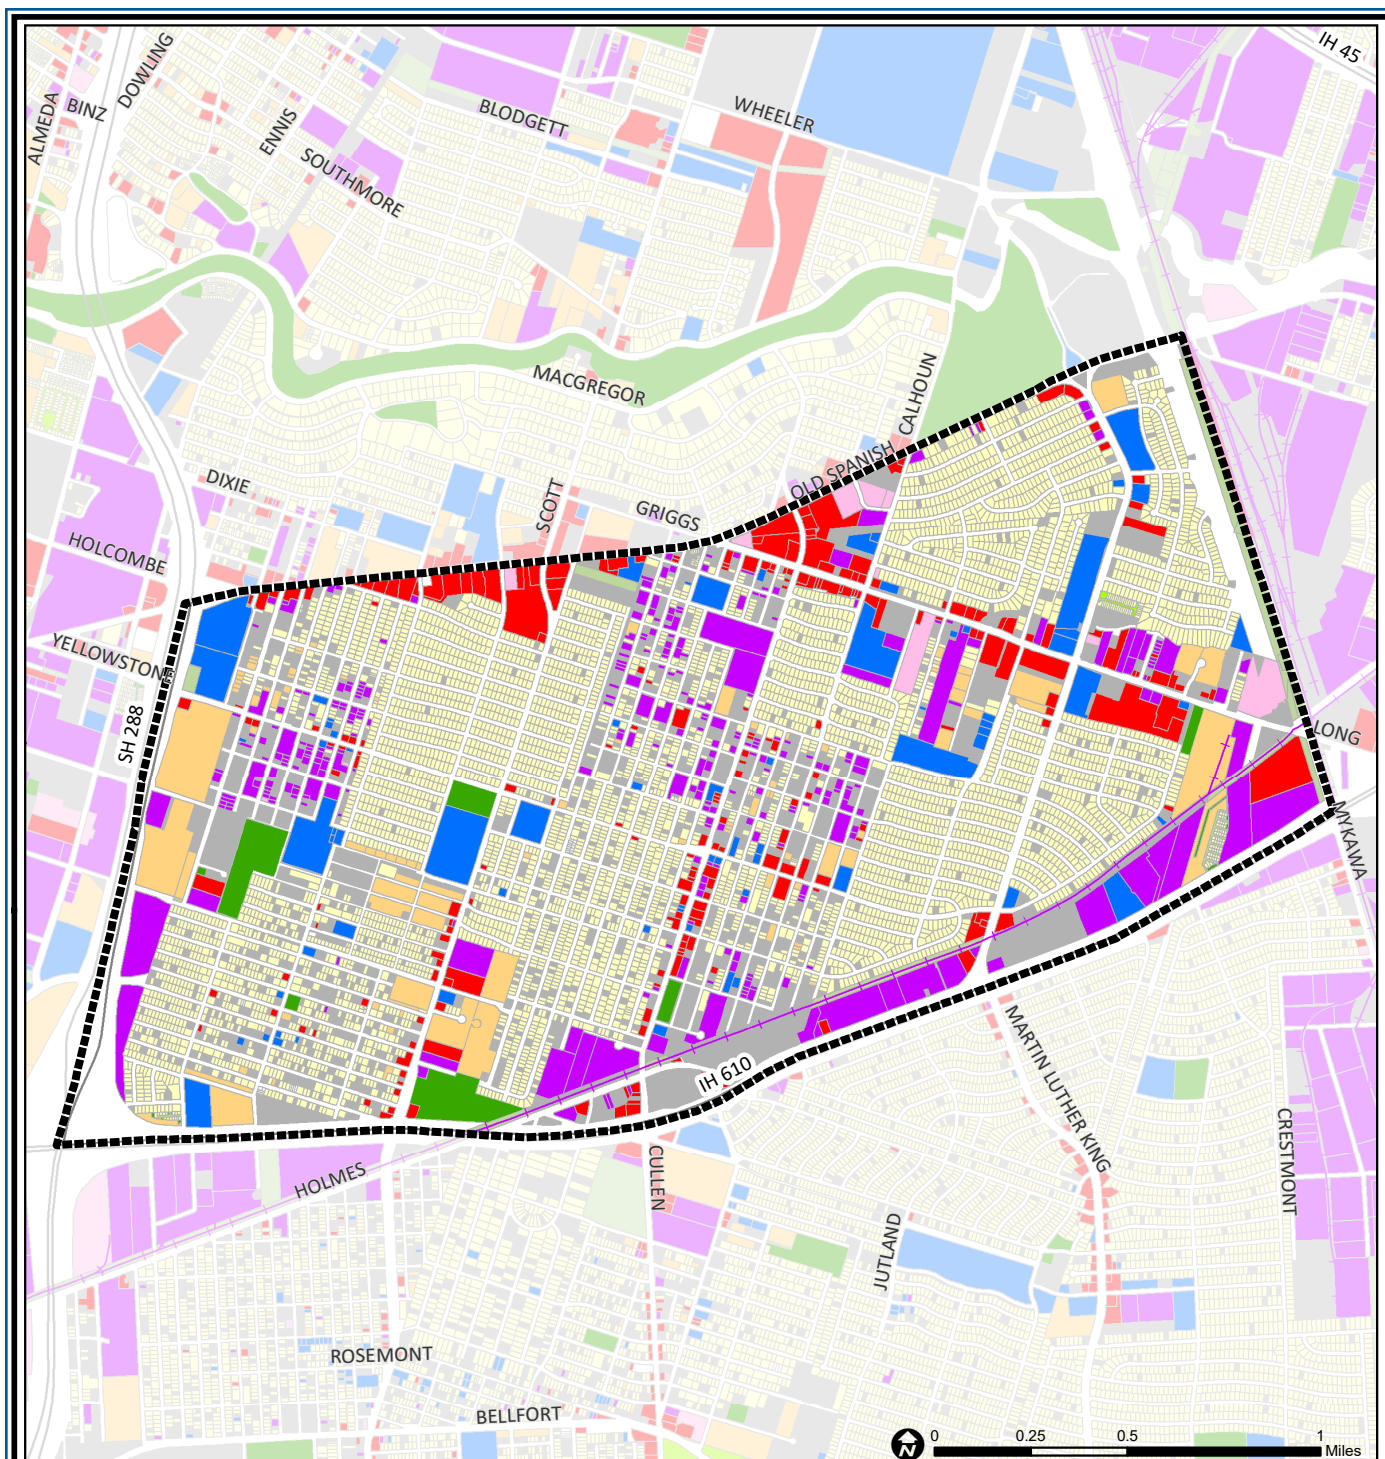 IH 45
DOWLING
ALMEDA
BINZ
ENNIS
BLODGETT
WHEELER
SOUTHMORE
MACGREGOR
CALHOUN
OLD SPANISH
DIXIE
SCOTT
GRIGGS
HOLCOMBE
YELLOWSTONE
SH 288
LONG
MYKAWA
IH 610
MARTIN LUTHER KING
CRESTMONT
HOLMES
CULLEN
JUTLAND
ROSEMONT
BELLFORT
N
0 0.25 0.5 1
Miles